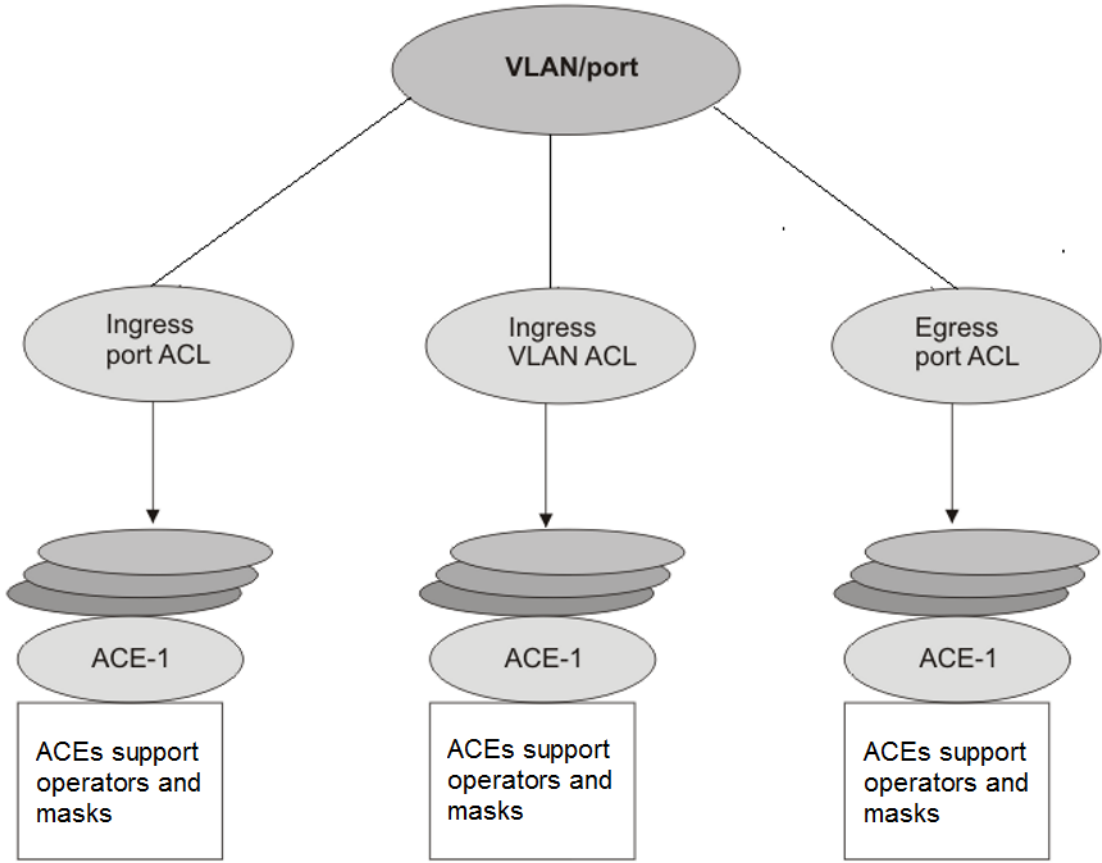 VLAN/port
Ingress
port ACL
Ingress
VLAN ACL
Egress
port ACL
ACE-1
ACE-1
ACE-1
ACEs support
operators and
masks
ACEs support
operators and
masks
ACEs support
operators and
masks